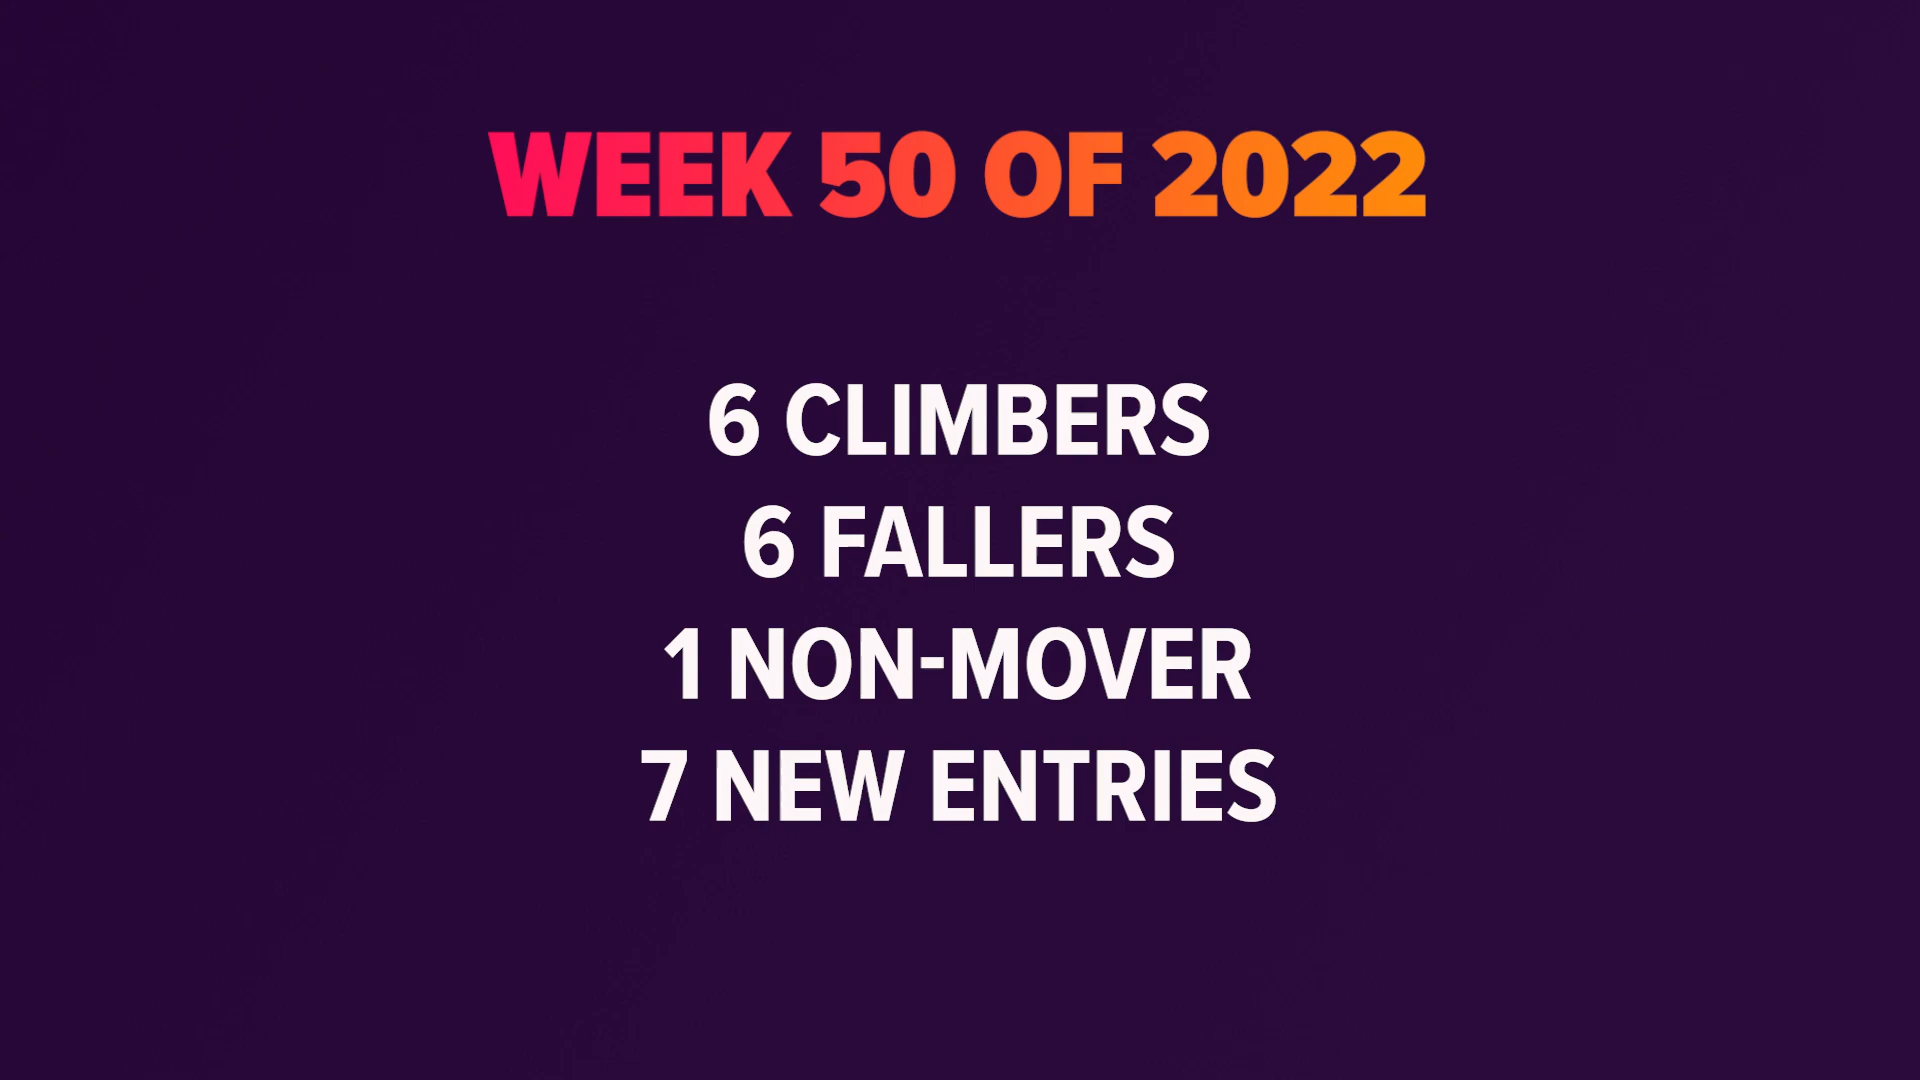 WEEK 50 OF 2022
6 CLIMBERS
6 FALLERS
1 NON-MOVER
7 NEW ENTRIES